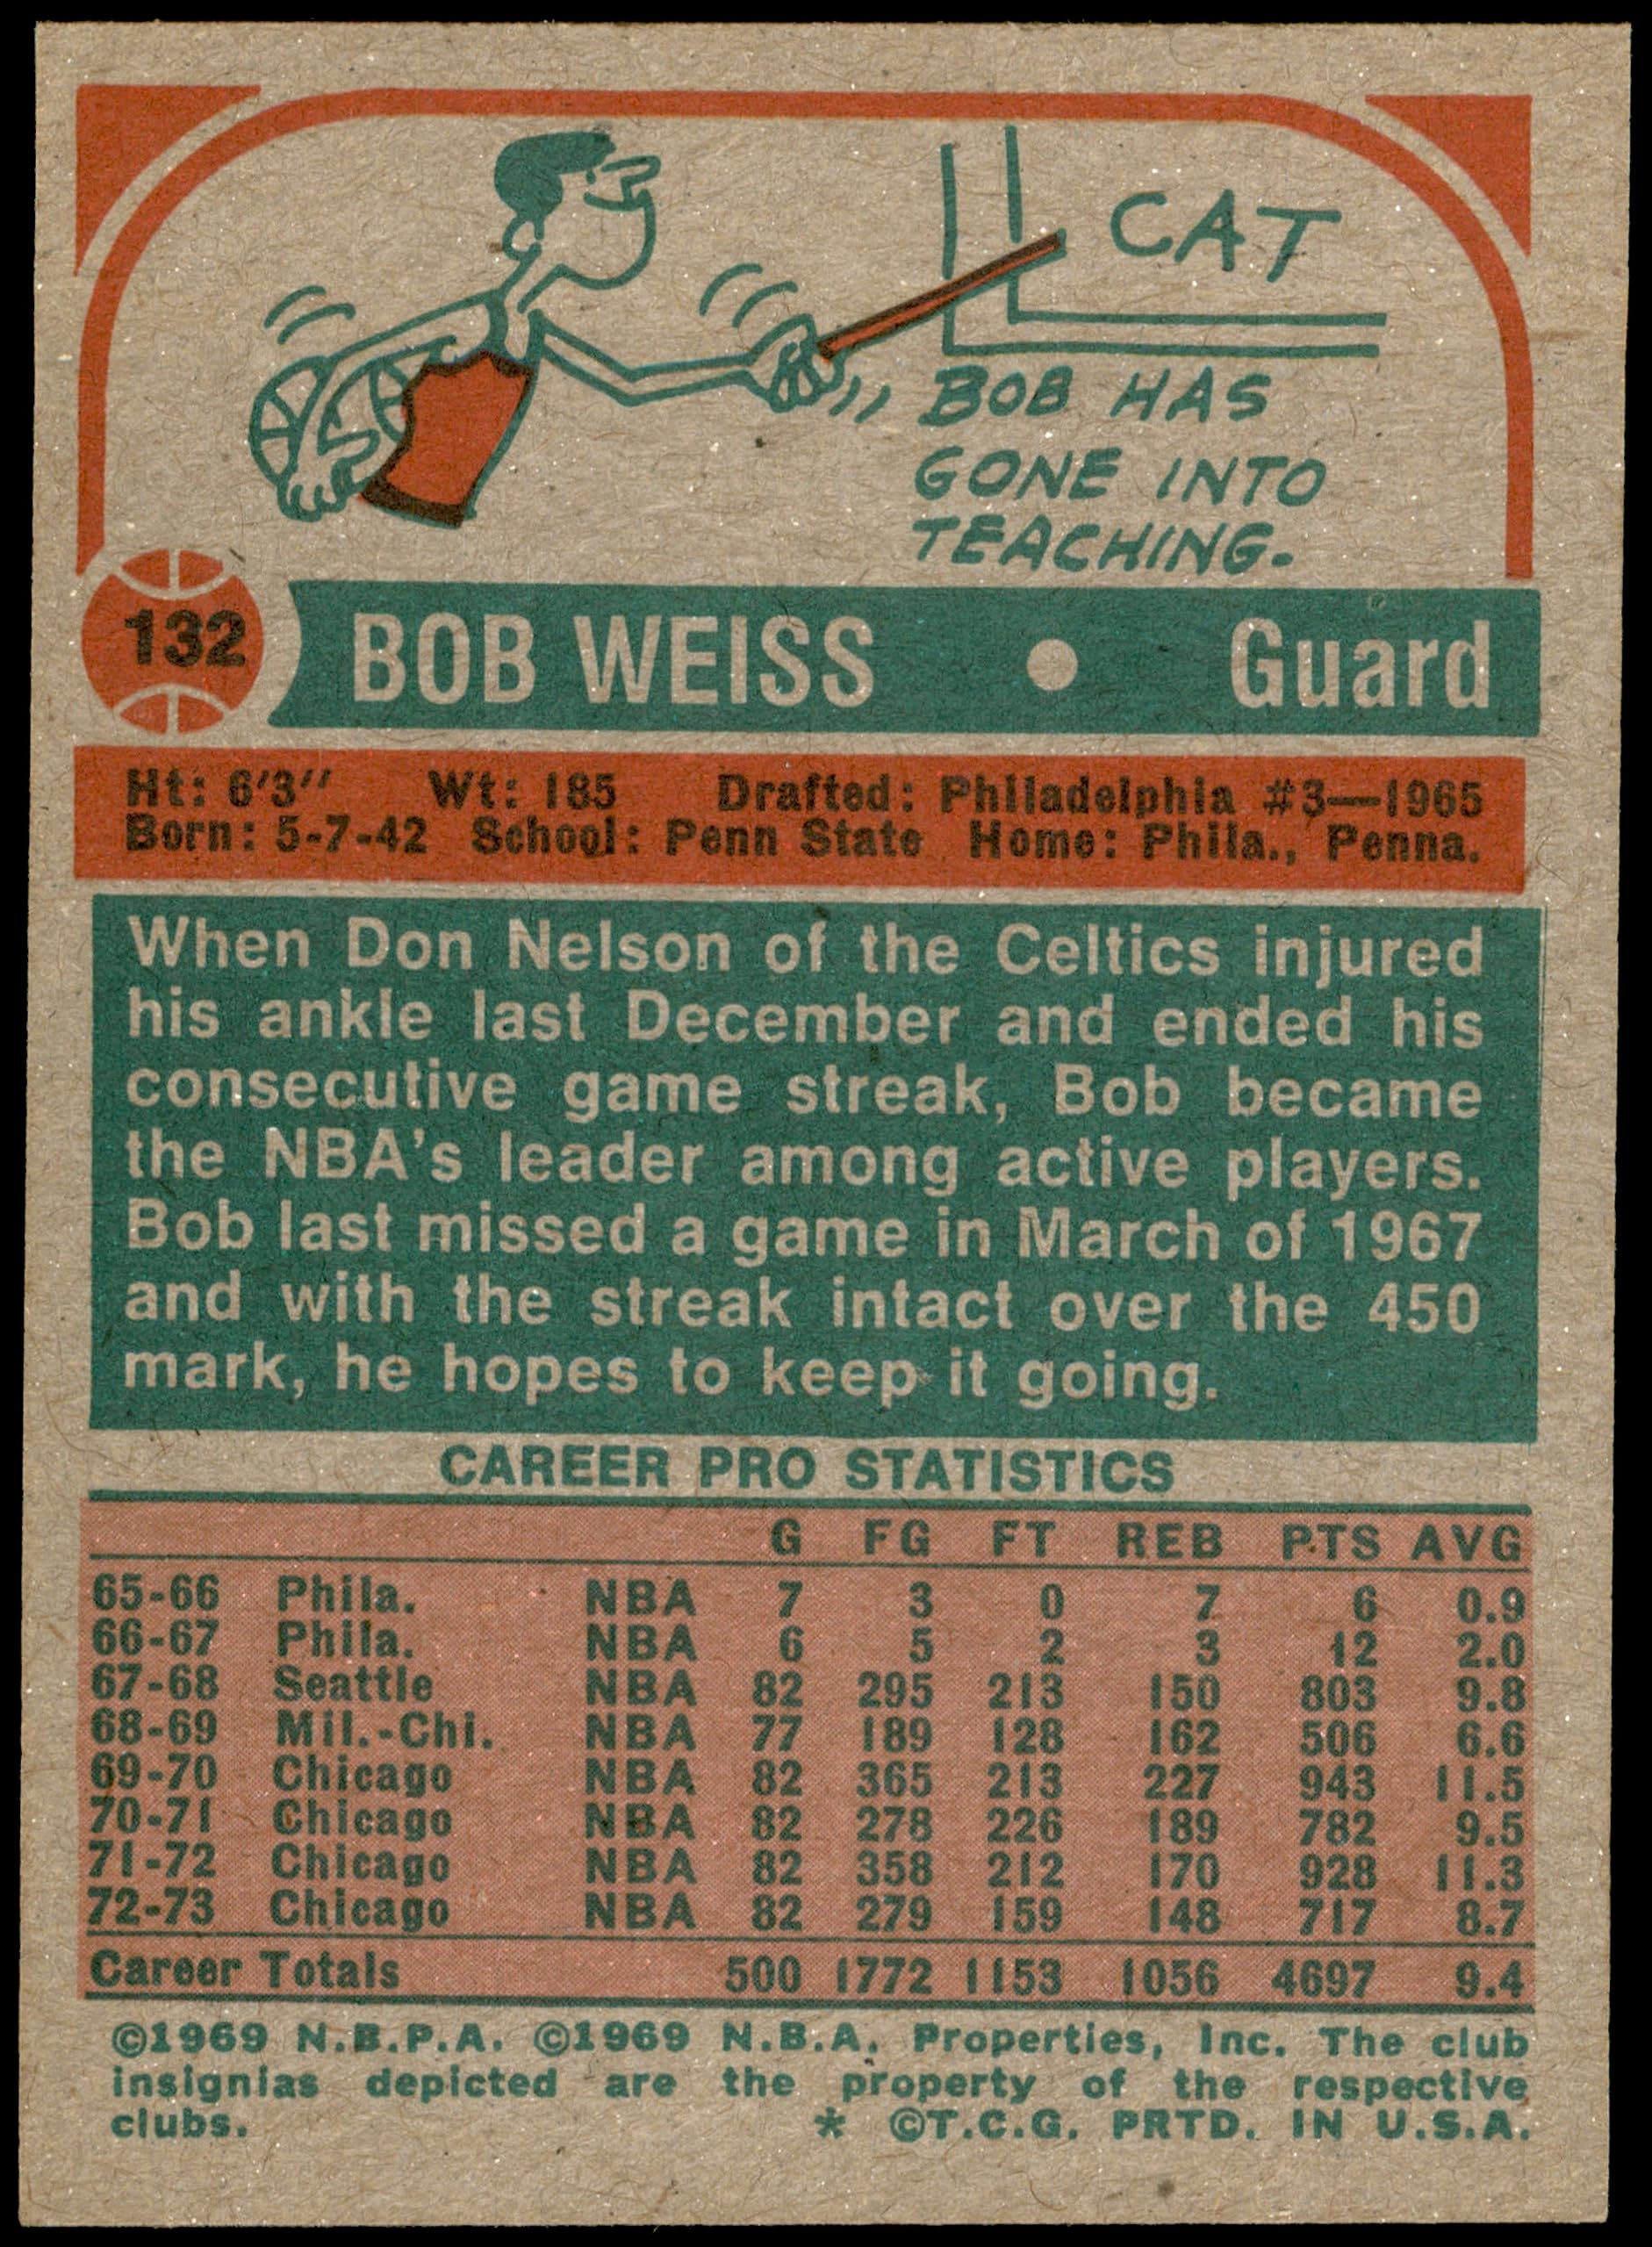 CAT
BOB HAS
GONE INTO
TEACHING.
132 BOB WEISS • Guard
Ht: 6'3'' Wt: 185 Drafted: Philadelphia #3—1965
Born: 5-7-42 School: Penn State Home: Phila., Penna.
When Don Nelson of the Celtics injured
his ankle last December and ended his
consecutive game streak, Bob became
the NBA's leader among active players.
Bob last missed a game in March of 1967
and with the streak intact over the 450
mark, he hopes to keep it going.
CAREER PRO STATISTICS
G FG FT REB PTS AVG
65-66 Phila. NBA 7 3 0 7 6 0.9
66-67 Phila. NBA 6 5 2 3 12 2.0
67-68 Seattle NBA 82 295 213 150 803 9.8
68-69 Mil.-Chi. NBA 77 189 128 162 506 6.6
69-70 Chicago NBA 82 365 213 227 943 11.5
70-71 Chicago NBA 82 278 226 189 782 9.5
71-72 Chicago NBA 82 358 212 170 928 11.3
72-73 Chicago NBA 82 279 159 148 717 8.7
Career Totals 500 1772 1153 1056 4697 9.4
©1969 N.B.P.A. ©1969 N.B.A. Properties, Inc. The club
insignias depicted are the property of the respective
clubs. * ©T.C.G. PRTD. IN U.S.A.